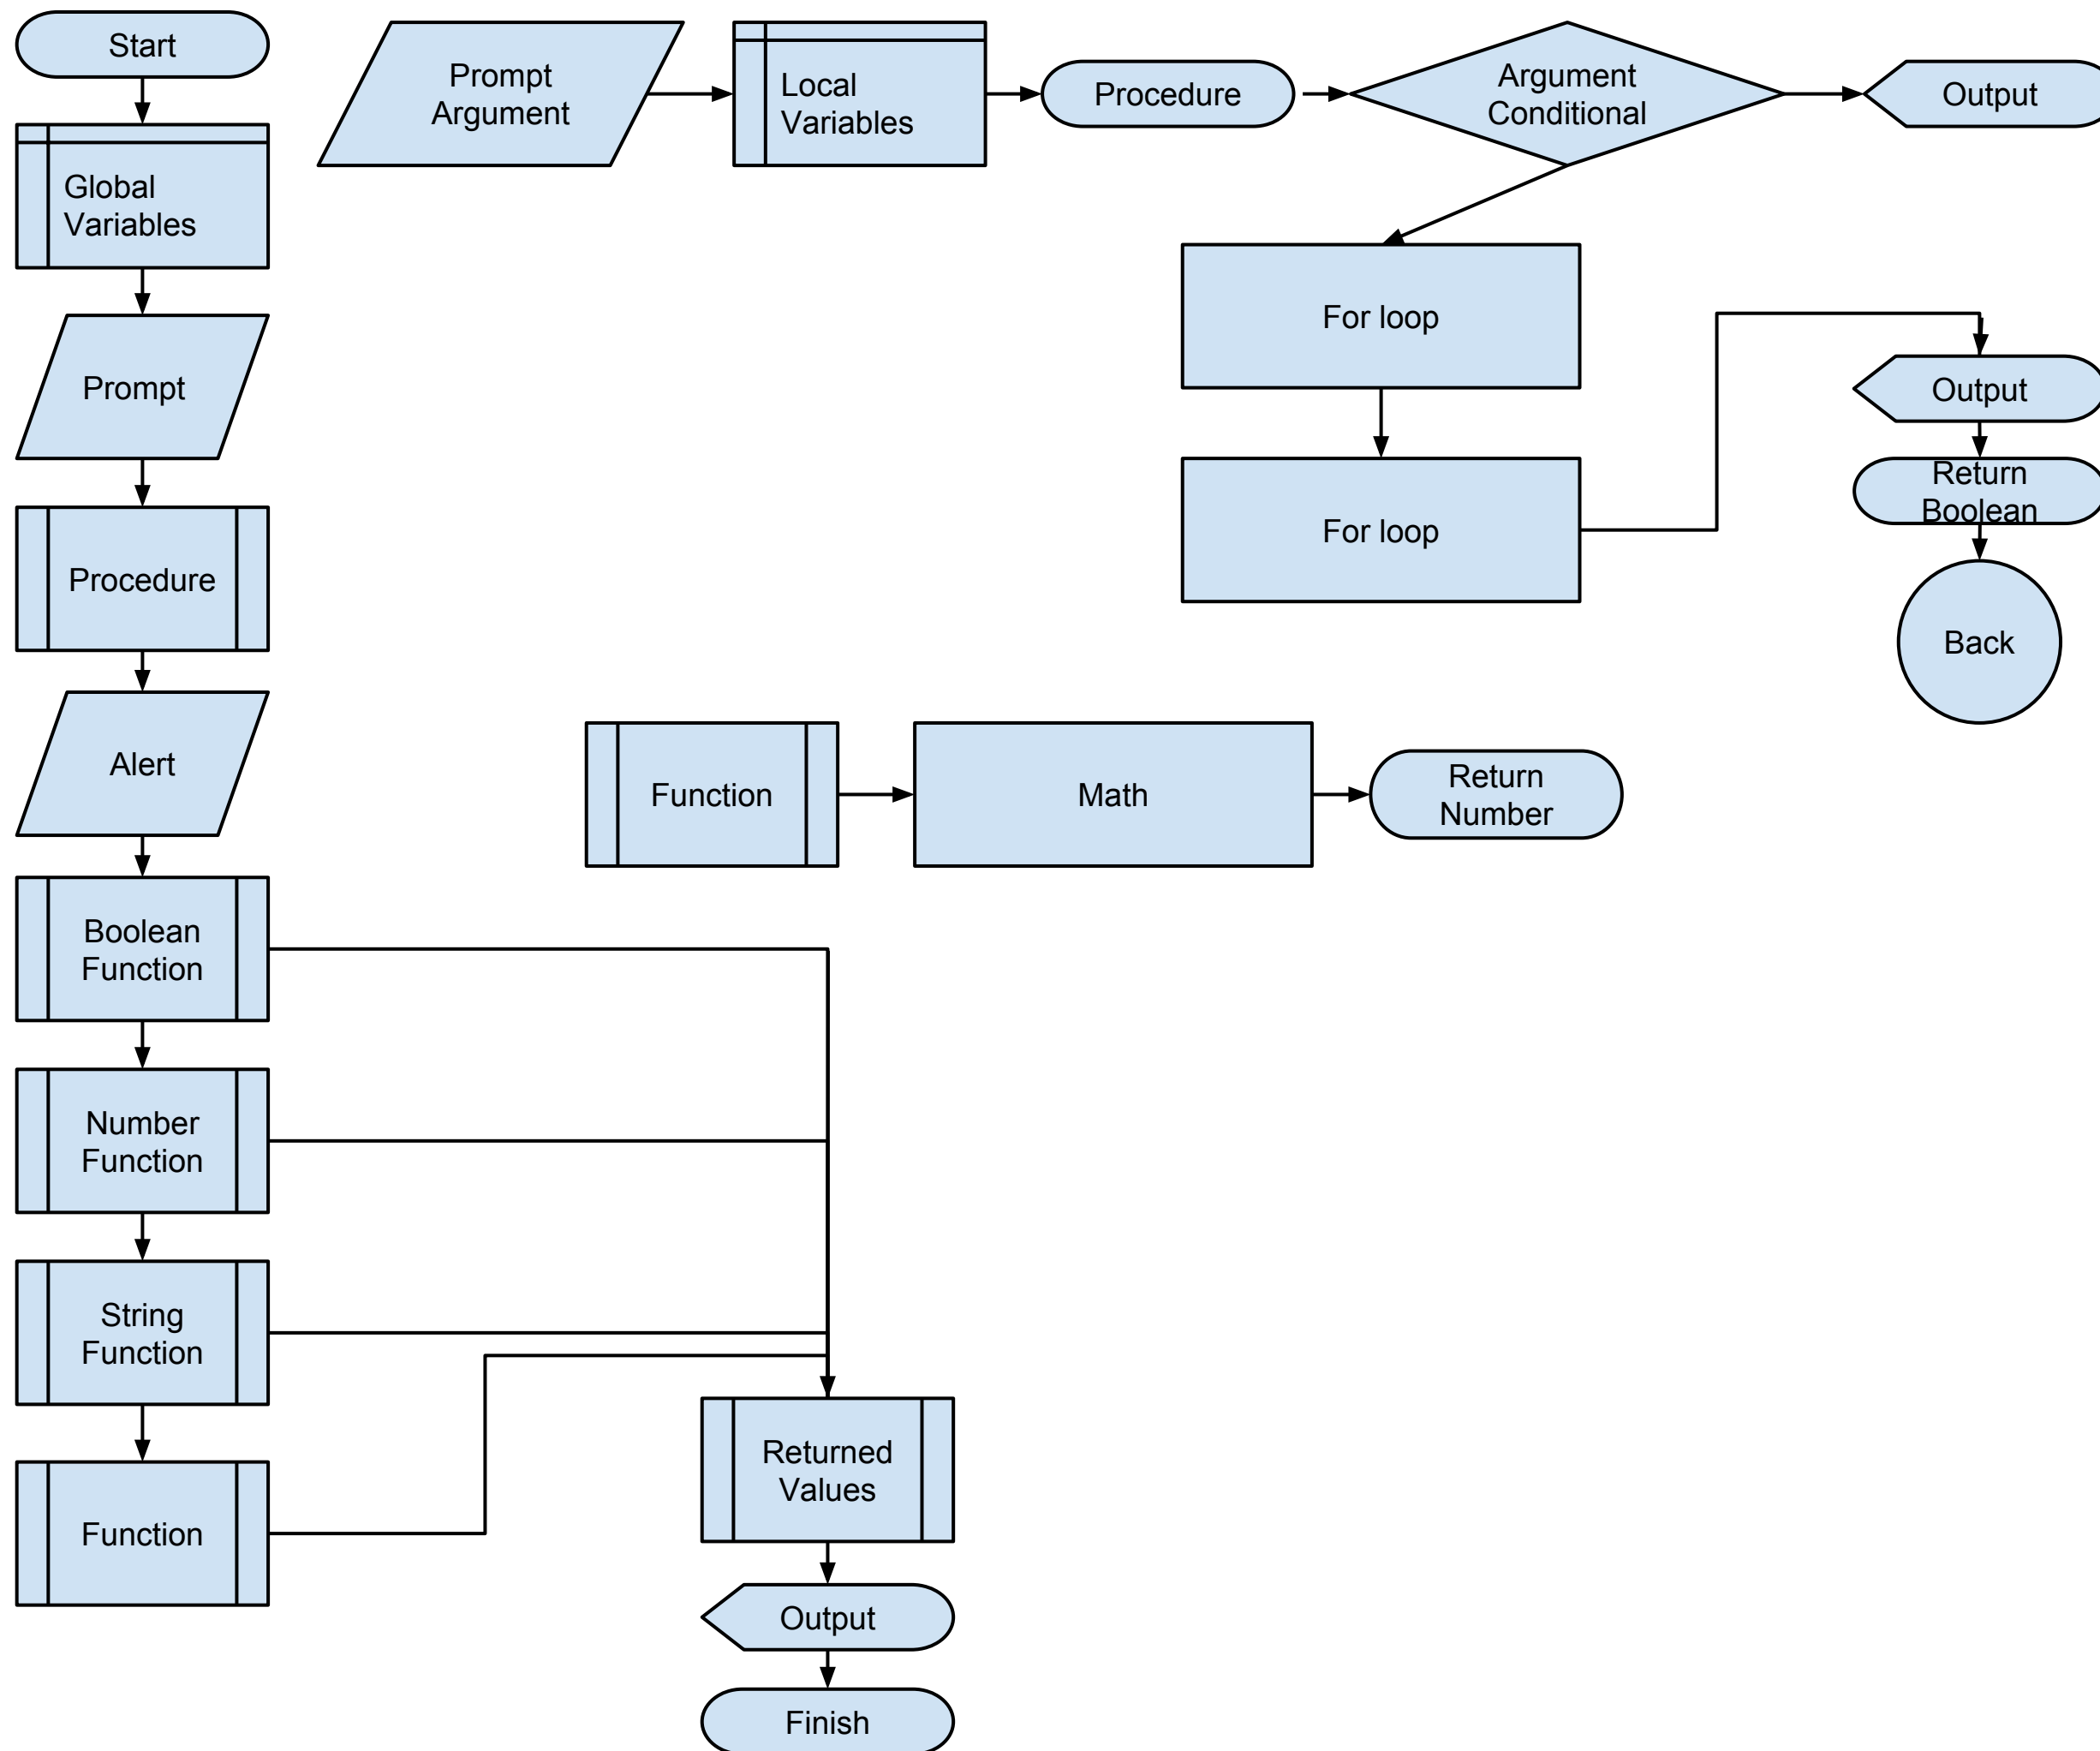 Start
Global
Variables
Prompt
Procedure
Alert
Boolean
Function
Number
Function
String
Function
Function
Prompt
Argument
Local
Variables
Procedure
Argument
Conditional
Output
For loop
For loop
Output
Return
Boolean
Back
Function
Math
Return
Number
Returned
Values
Output
Finish